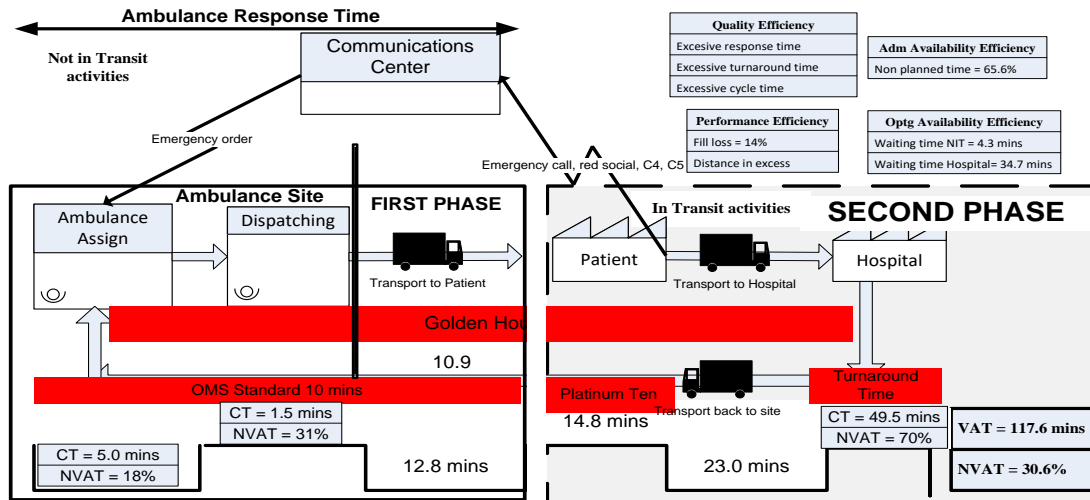 Ambulance Response Time
Not in Transit
activities
Communications
Center
Quality Efficiency
Excesive response time
Excessive turnaround time
Excessive cycle time
Adm Availability Efficiency
Non planned time = 65.6%
Performance Efficiency
Fill loss = 14%
Distance in excess
Optg Availability Efficiency
Waiting time NIT = 4.3 mins
Waiting time Hospital= 34.7 mins
Emergency order
Emergency call, red social, C4, C5
Ambulance Site
FIRST PHASE
In Transit activities
SECOND PHASE
Ambulance
Assign
Dispatching
Transport to Patient
Patient
Transport to Hospital
Hospital
Golden Hou
10.9
OMS Standard 10 mins
Platinum Ten
Transport back to site
Turnaround
Time
14.8 mins
CT = 1.5 mins
NVAT = 31%
CT = 49.5 mins
NVAT = 70%
VAT = 117.6 mins
CT = 5.0 mins
NVAT = 18%
12.8 mins
23.0 mins
NVAT = 30.6%